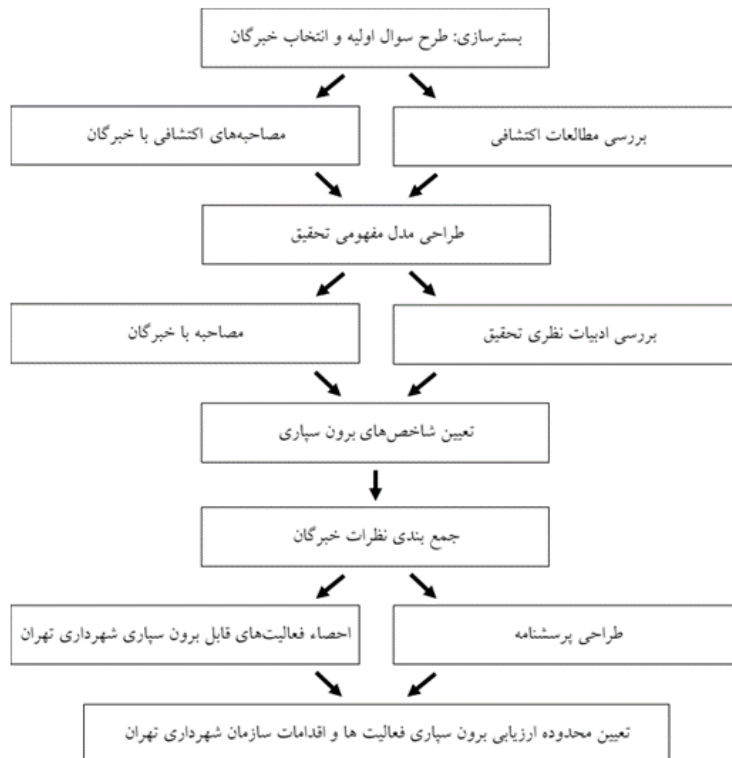 بسترسازی: طرح سوال اولیه و انتخاب خبرگان
بررسی مطالعات اکتشافی
مصاحبه‌های اکتشافی با خبرگان
طراحی مدل مفهومی تحقیق
بررسی ادبیات نظری تحقیق
مصاحبه با خبرگان
تعیین شاخص‌های برون سپاری
جمع بندی نظرات خبرگان
طراحی پرسشنامه
احصاء فعالیت‌های قابل برون سپاری شهرداری تهران
تعیین محدوده ارزیابی برون سپاری فعالیت ها و اقدامات سازمان شهرداری تهران